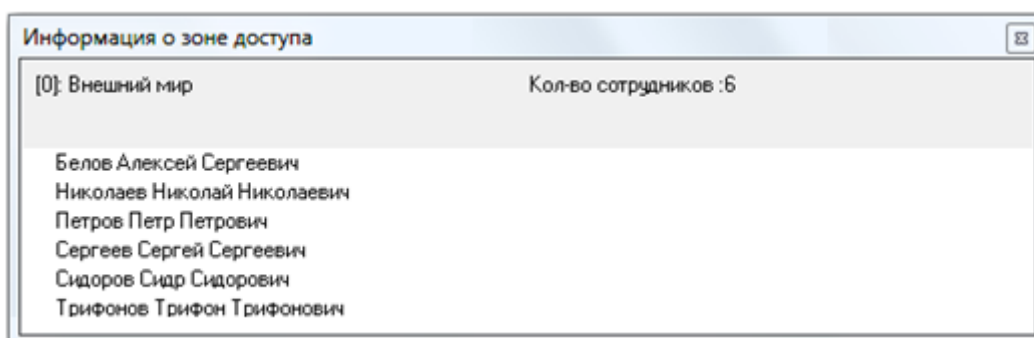 Информация о зоне доступа
[0]: Внешний мир Кол-во сотрудников :6
Белов Алексей Сергеевич
Николаев Николай Николаевич
Петров Петр Петрович
Сергеев Сергей Сергеевич
Сидоров Сидр Сидорович
Трифонов Трифон Трифонович